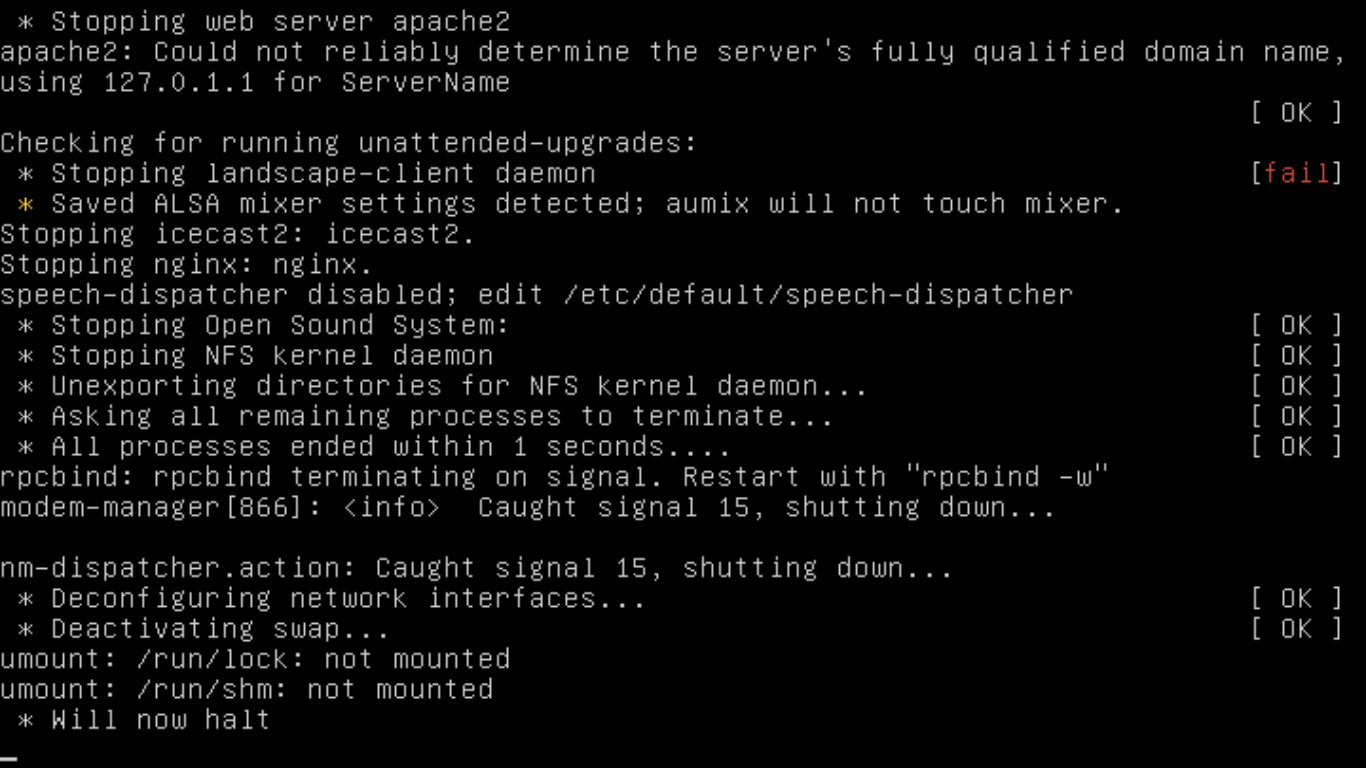 * Stopping web server apache2
apache2: Could not reliably determine the server's fully qualified domain name,
using 127.0.1.1 for ServerName
[ OK ]
Checking for running unattended-upgrades:
* Stopping landscape-client daemon [fail]
* Saved ALSA mixer settings detected; aumix will not touch mixer.
Stopping icecast2: icecast2.
Stopping nginx: nginx.
speech-dispatcher disabled; edit /etc/default/speech-dispatcher
* Stopping Open Sound System: [ OK ]
* Stopping NFS kernel daemon [ OK ]
* Unexporting directories for NFS kernel daemon... [ OK ]
* Asking all remaining processes to terminate... [ OK ]
* All processes ended within 1 seconds.... [ OK ]
rpcbind: rpcbind terminating on signal. Restart with "rpcbind -w"
modem-manager[866]: <info>  Caught signal 15, shutting down...
nm-dispatcher.action: Caught signal 15, shutting down...
* Deconfiguring network interfaces... [ OK ]
* Deactivating swap... [ OK ]
umount: /run/lock: not mounted
umount: /run/shm: not mounted
* Will now halt